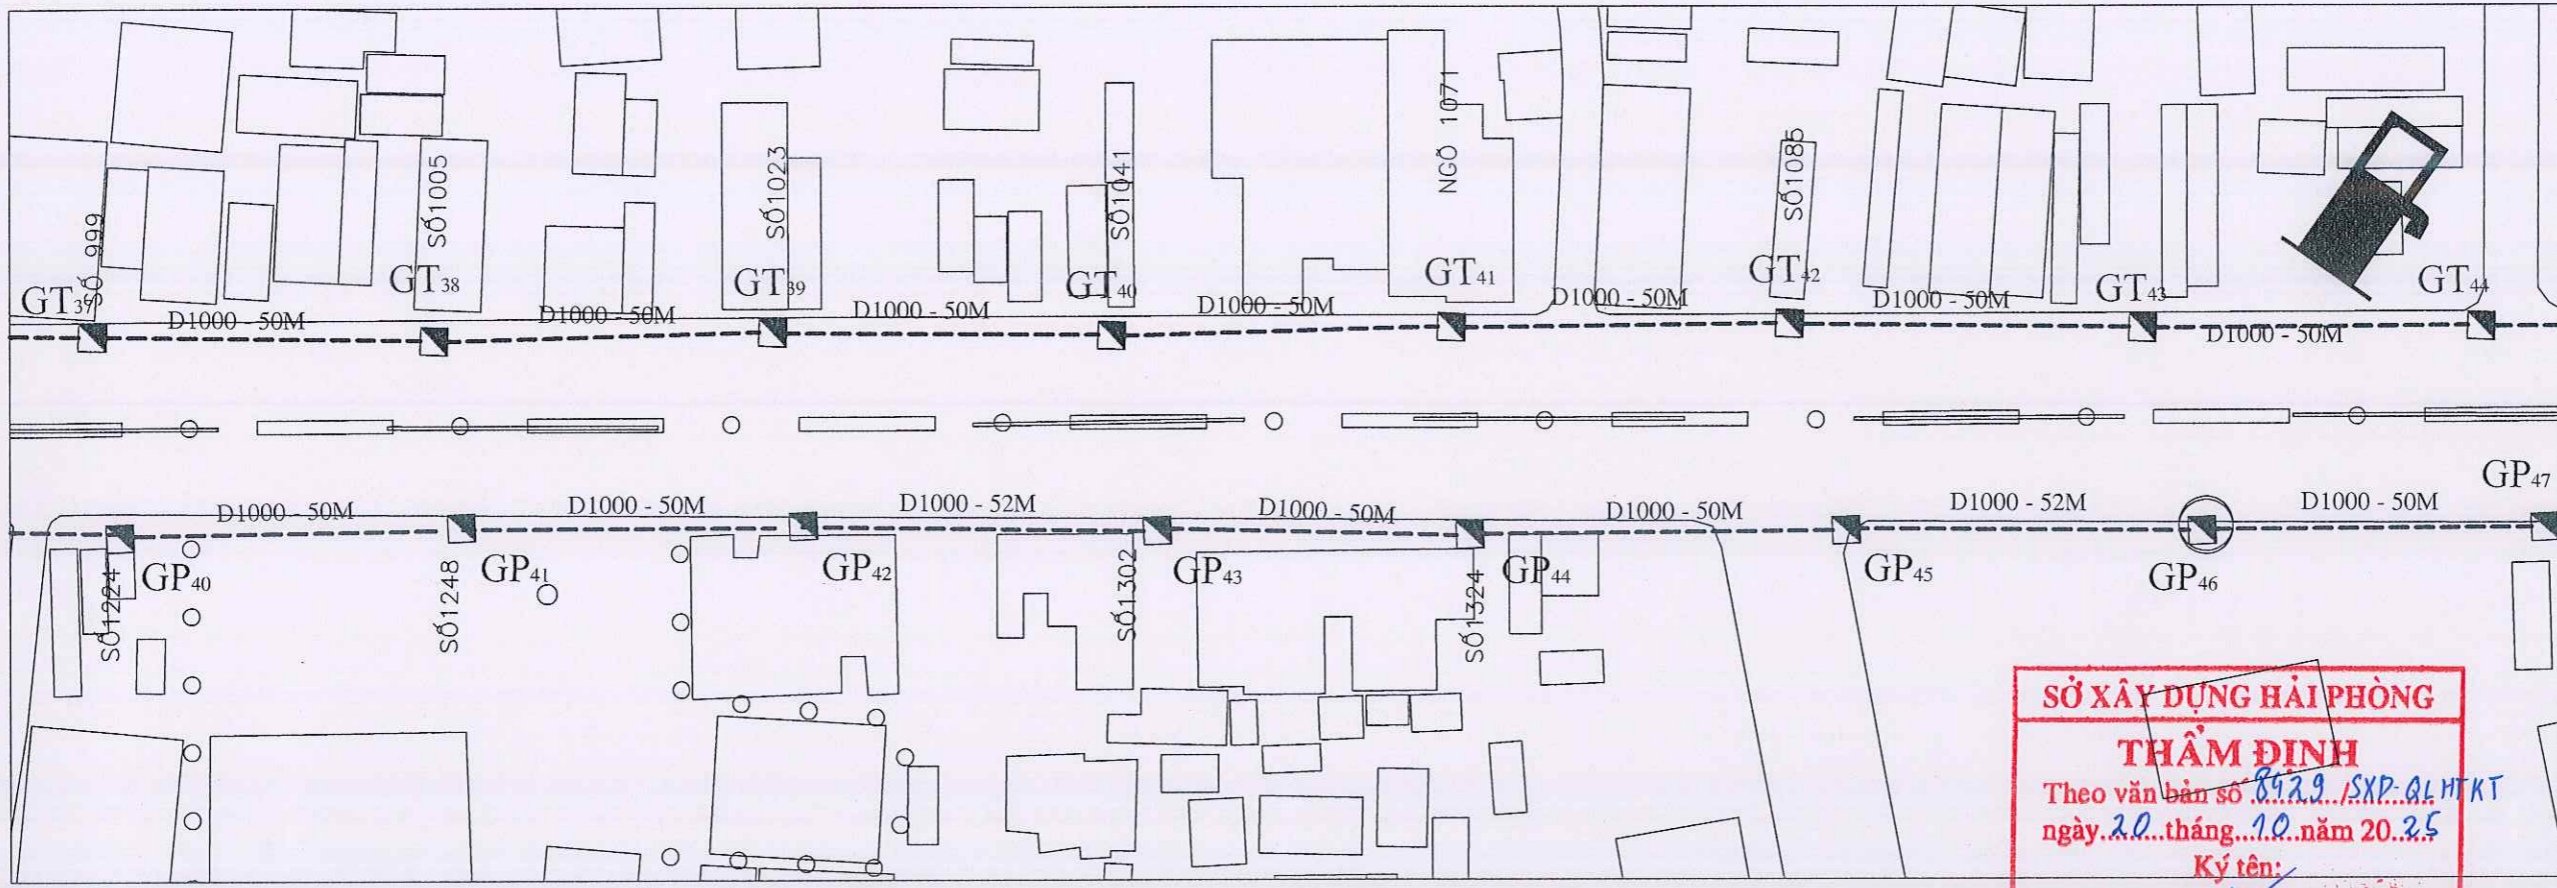 SỐ 999
SỐ1005
SỐ1023
SỐ1041
NGÕ 1071
SỐ1085
GT37
GT38
GT39
GT40
GT41
GT42
GT43
GT44
D1000 - 50M
D1000 - 50M
D1000 - 50M
D1000 - 50M
D1000 - 50M
D1000 - 50M
D1000 - 50M
GP47
D1000 - 50M
D1000 - 50M
D1000 - 52M
D1000 - 50M
D1000 - 50M
D1000 - 52M
D1000 - 50M
GP40
GP41
GP42
GP43
GP44
GP45
GP46
SỐ1224
SỐ1248
SỐ1302
SỐ1324
SỞ XÂY DỰNG HẢI PHÒNG
THẨM ĐỊNH
Theo văn bản số 8429 /SXD-QLHTKT
ngày 20 tháng 10 năm 2025
Ký tên: